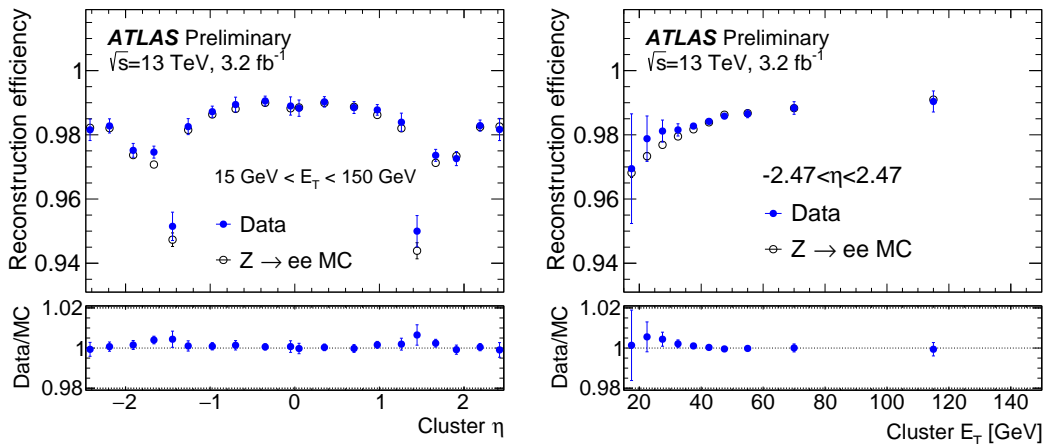 Reconstruction efficiency
ATLAS Preliminary
√s=13 TeV, 3.2 fb⁻¹
1
0.98
0.96
0.94
15 GeV < E_T < 150 GeV
Data
Z → ee MC
Data/MC
1.02
1
0.98
−2
−1
0
1
2
Cluster η
Reconstruction efficiency
ATLAS Preliminary
√s=13 TeV, 3.2 fb⁻¹
1
0.98
0.96
0.94
-2.47<η<2.47
Data
Z → ee MC
Data/MC
1.02
1
0.98
20
40
60
80
100
120
140
Cluster E_T [GeV]